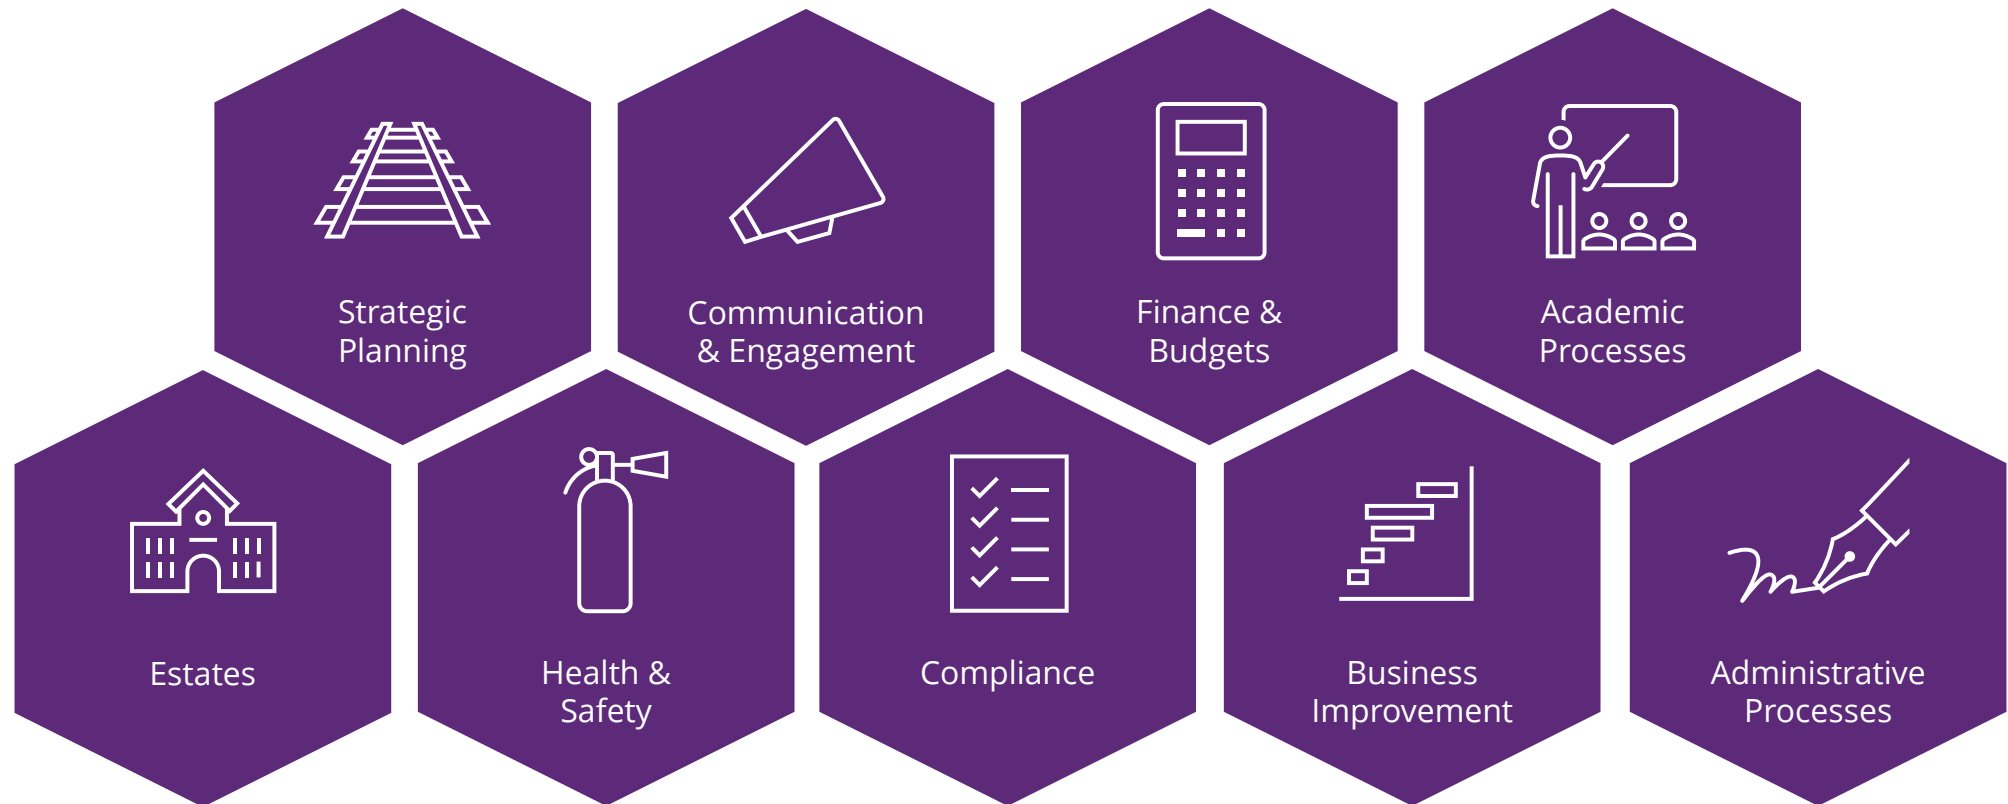 Strategic
Planning
Communication
& Engagement
Finance &
Budgets
Academic
Processes
Estates
Health &
Safety
Compliance
Business
Improvement
Administrative
Processes